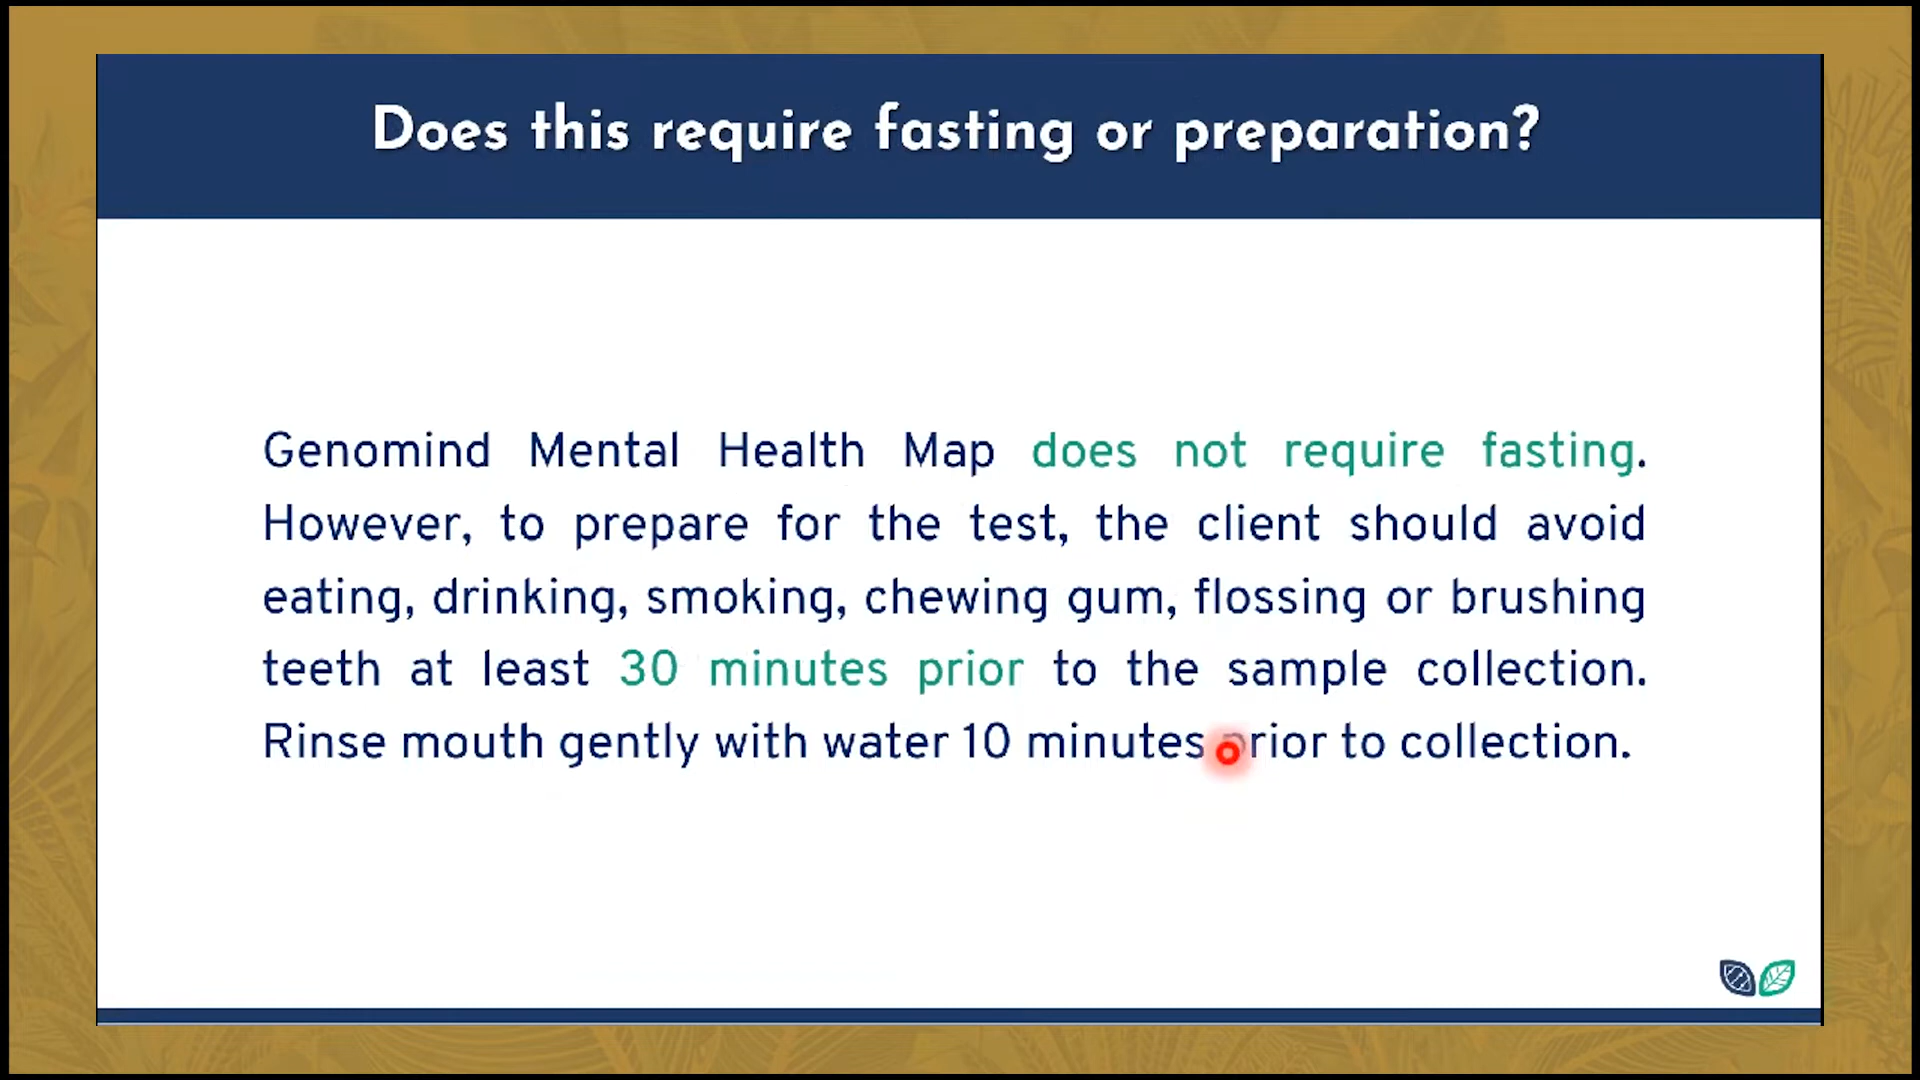 Does this require fasting or preparation?
Genomind Mental Health Map does not require fasting.
However, to prepare for the test, the client should avoid
eating, drinking, smoking, chewing gum, flossing or brushing
teeth at least 30 minutes prior to the sample collection.
Rinse mouth gently with water 10 minutes prior to collection.